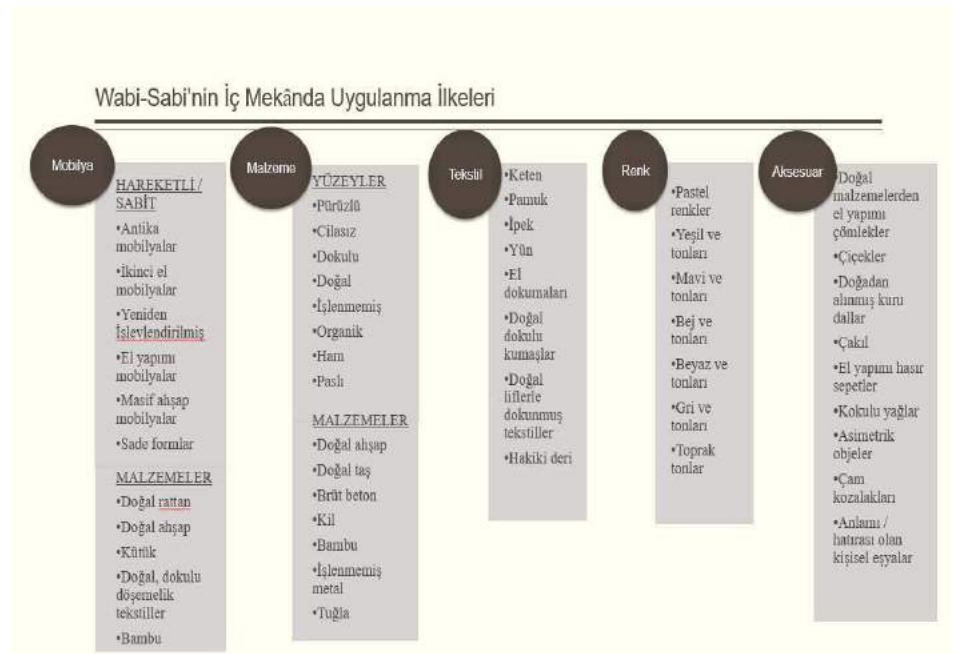 Wabi-Sabi'nin İç Mekânda Uygulanma İlkeleri
Mobilya
HAREKETLİ /
SABİT
•Antika
mobilyalar
•İkinci el
mobilyalar
•Yeniden
İşlevlendirilmiş
•El yapımı
mobilyalar
•Masif ahşap
mobilyalar
•Sade formlar
MALZEMELER
•Doğal rattan
•Doğal ahşap
•Kütük
•Doğal, dokulu
döşemelik
tekstiller
•Bambu
Malzeme
YÜZEYLER
•Pürüzlü
•Cilasız
•Dokulu
•Doğal
•İşlenmemiş
•Organik
•Ham
•Paslı
MALZEMELER
•Doğal ahşap
•Doğal taş
•Brüt beton
•Kil
•Bambu
•İşlenmemiş
metal
•Tuğla
Tekstil
•Keten
•Pamuk
•İpek
•Yün
•El
dokumaları
•Doğal
dokulu
kumaşlar
•Doğal
liflerle
dokunmuş
tekstiller
•Hakiki deri
Renk
•Pastel
renkler
•Yeşil ve
tonları
•Mavi ve
tonları
•Bej ve
tonları
•Beyaz ve
tonları
•Gri ve
tonları
•Toprak
tonlar
Aksesuar
•Doğal
malzemelerden
el yapımı
çömlekler
•Çiçekler
•Doğadan
alınmış kuru
dallar
•Çakıl
•El yapımı hasır
sepetler
•Kokulu yağlar
•Asimetrik
objeler
•Çam
kozalakları
•Anlamı /
hatırası olan
kişisel eşyalar